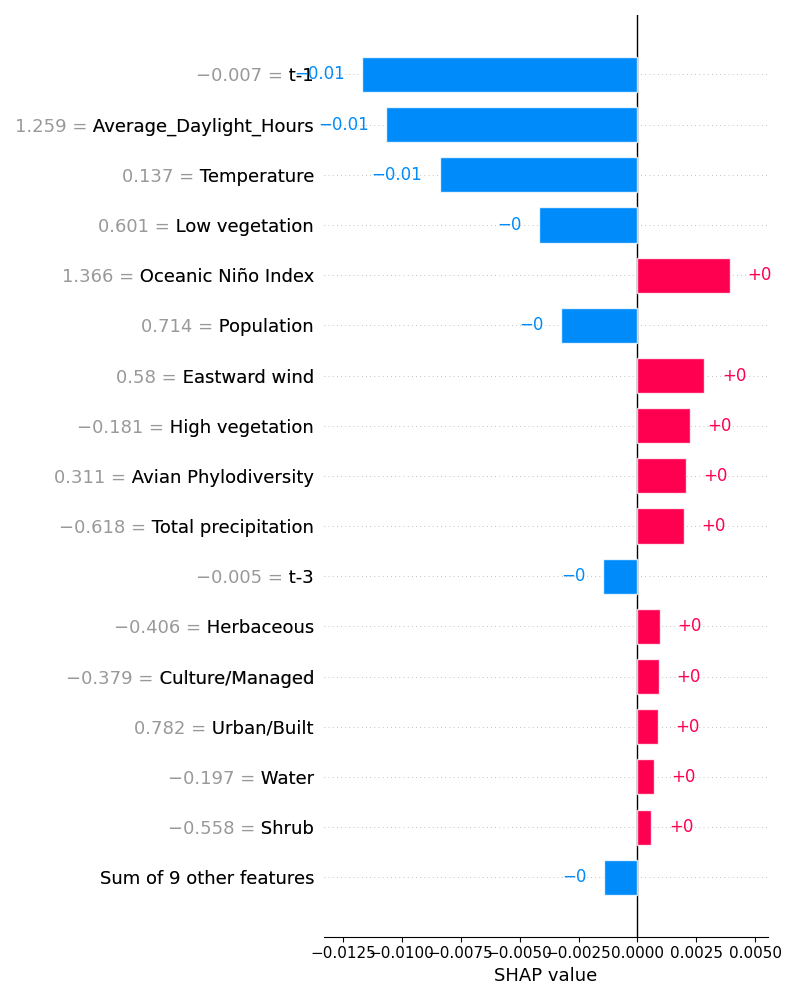 −0.007 = t-1 −0.01
1.259 = Average_Daylight_Hours −0.01
0.137 = Temperature −0.01
0.601 = Low vegetation −0
1.366 = Oceanic Niño Index +0
0.714 = Population −0
0.58 = Eastward wind +0
−0.181 = High vegetation +0
0.311 = Avian Phylodiversity +0
−0.618 = Total precipitation +0
−0.005 = t-3 −0
−0.406 = Herbaceous +0
−0.379 = Culture/Managed +0
0.782 = Urban/Built +0
−0.197 = Water +0
−0.558 = Shrub +0
Sum of 9 other features −0
−0.0125 −0.0100 −0.0075 −0.0050 −0.0025 0.0000 0.0025 0.0050
SHAP value